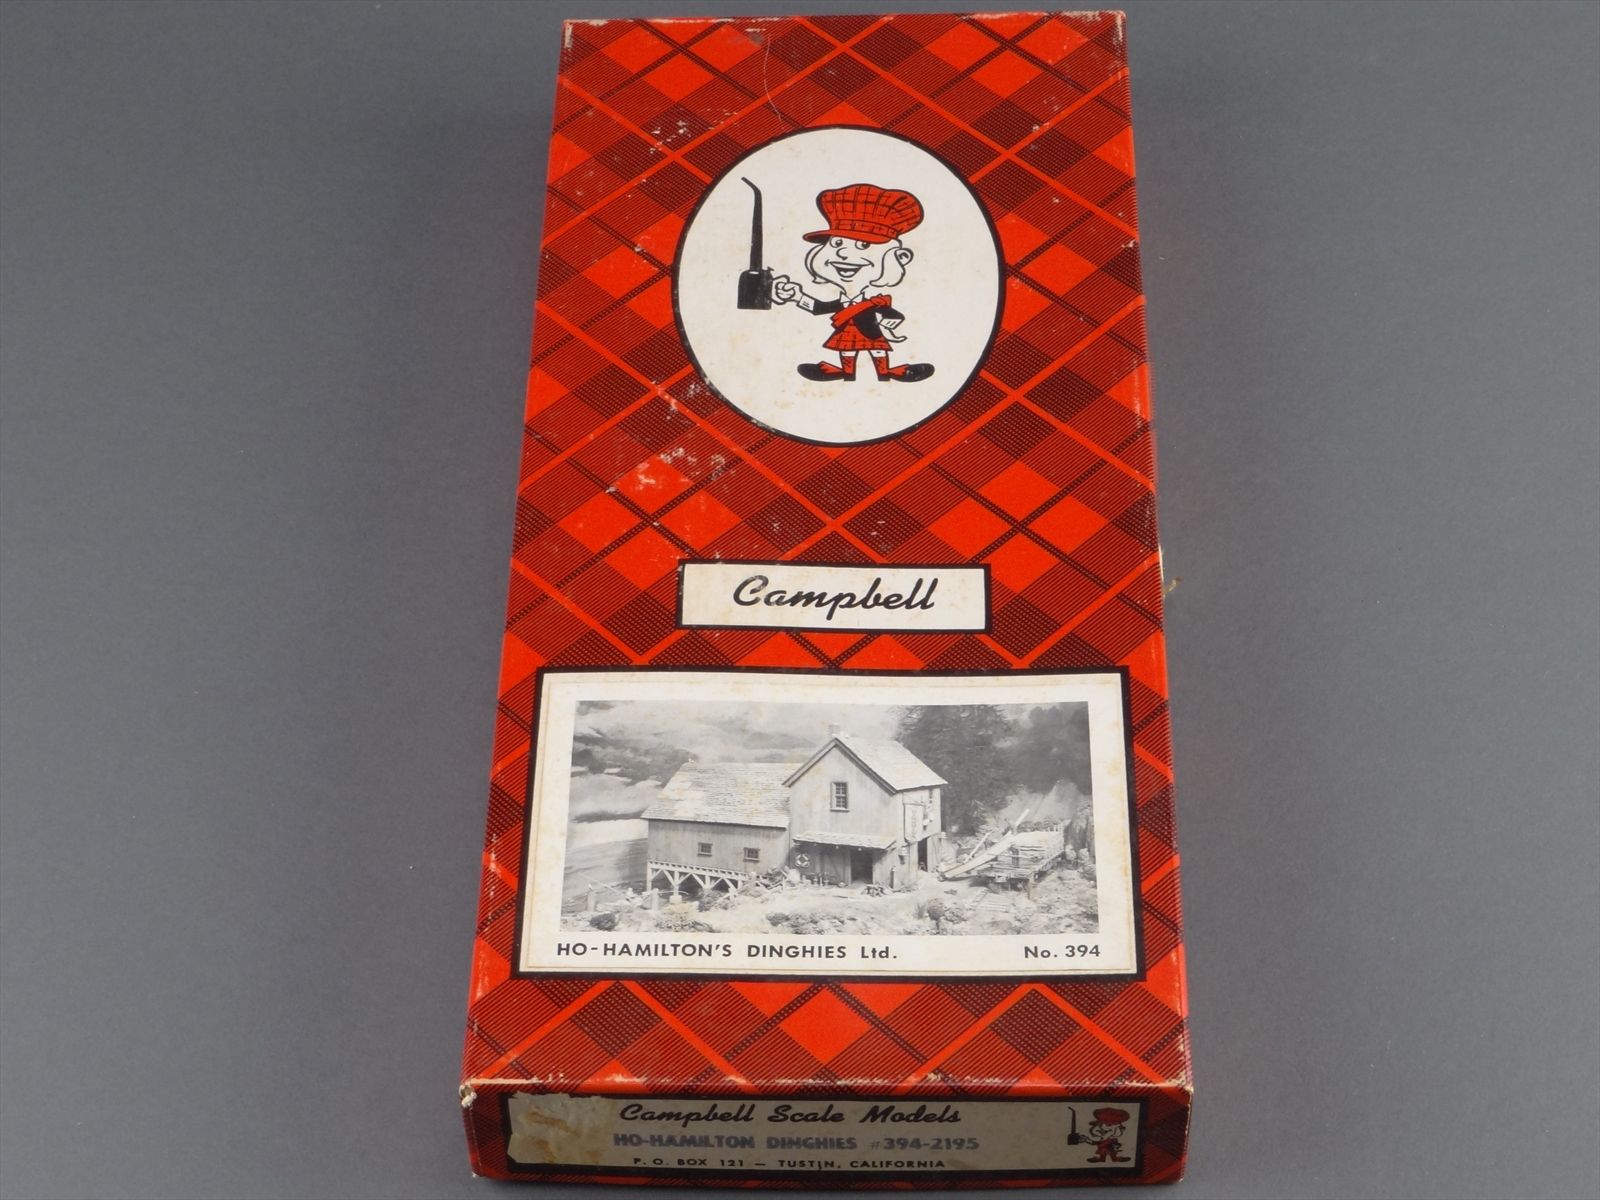 Campbell
HO-HAMILTON'S DINGHIES Ltd. No. 394
Campbell Scale Models
HO-HAMILTON DINGHIES #394-2195
P. O. BOX 121 — TUSTIN, CALIFORNIA